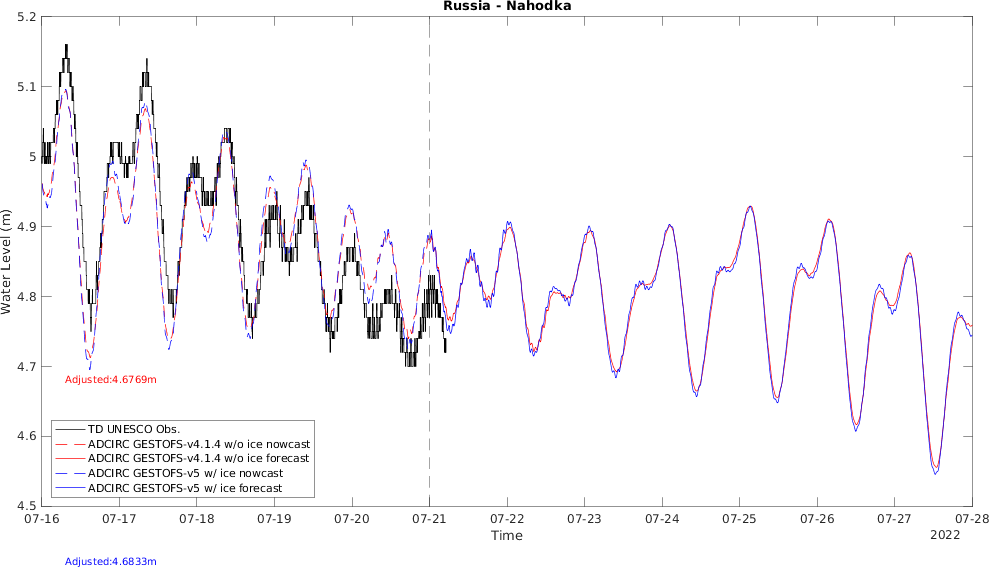 Russia - Nahodka
5.2
5.1
5
4.9
4.8
4.7
4.6
4.5
Water Level (m)
Adjusted:4.6769m
TD UNESCO Obs.
ADCIRC GESTOFS-v4.1.4 w/o ice nowcast
ADCIRC GESTOFS-v4.1.4 w/o ice forecast
ADCIRC GESTOFS-v5 w/ ice nowcast
ADCIRC GESTOFS-v5 w/ ice forecast
07-16 07-17 07-18 07-19 07-20 07-21 07-22 07-23 07-24 07-25 07-26 07-27 07-28
Time
2022
Adjusted:4.6833m